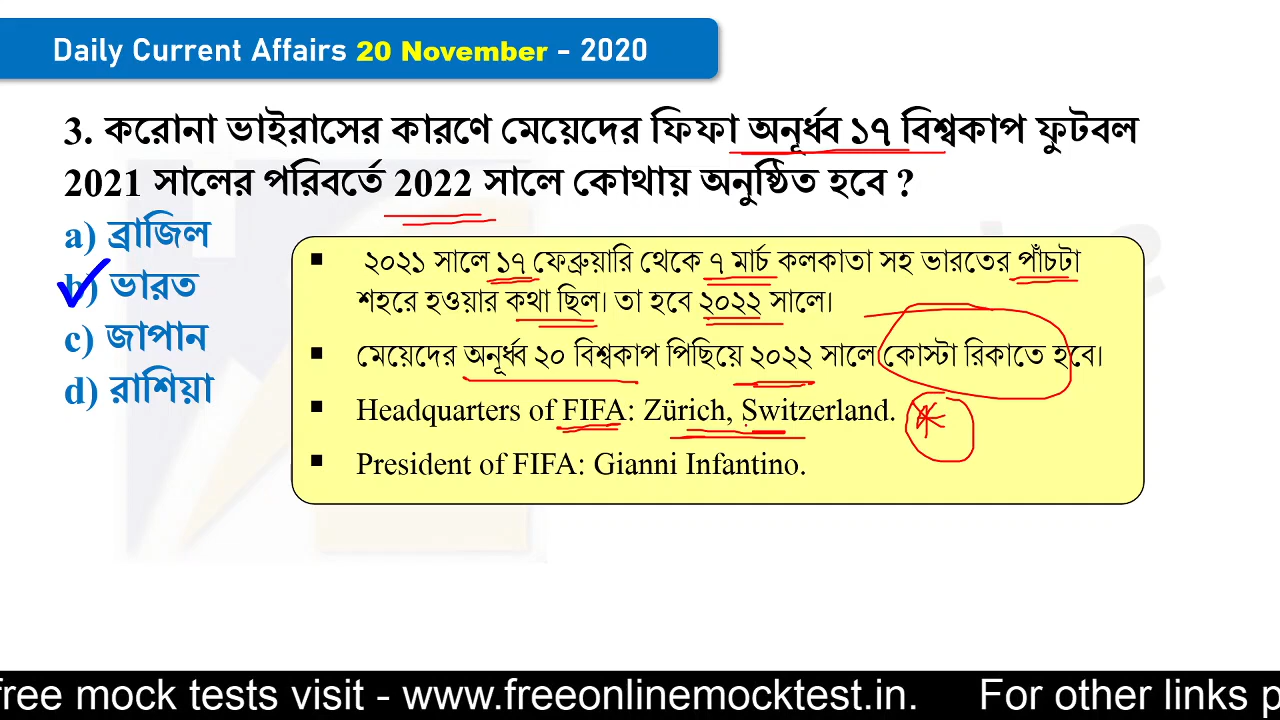 Daily Current Affairs 20 November - 2020
3. করোনা ভাইরাসের কারণে মেয়েদের ফিফা অনূর্ধ্ব ১৭ বিশ্বকাপ ফুটবল
2021 সালের পরিবর্তে 2022 সালে কোথায় অনুষ্ঠিত হবে ?
a) ব্রাজিল
b) ভারত
c) জাপান
d) রাশিয়া
▪ ২০২১ সালে ১৭ ফেব্রুয়ারি থেকে ৭ মার্চ কলকাতা সহ ভারতের পাঁচটা
শহরে হওয়ার কথা ছিল। তা হবে ২০২২ সালে।
▪ মেয়েদের অনূর্ধ্ব ২০ বিশ্বকাপ পিছিয়ে ২০২২ সালে কোস্টা রিকাতে হবে।
▪ Headquarters of FIFA: Zürich, Switzerland.
▪ President of FIFA: Gianni Infantino.
free mock tests visit - www.freeonlinemocktest.in. For other links p